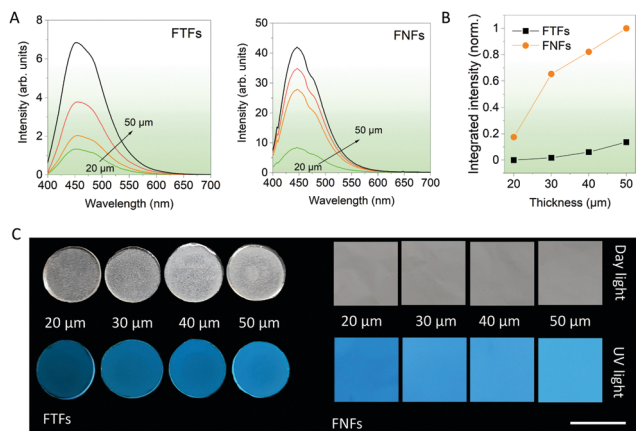 A
FTFs
Intensity (arb. units)
8
6
4
2
0
50 µm
20 µm
400 450 500 550 600 650 700
Wavelength (nm)
FNFs
Intensity (arb. units)
50
40
30
20
10
0
50 µm
20 µm
400 450 500 550 600 650 700
Wavelength (nm)
B
FTFs
FNFs
Integrated intensity (norm.)
1
0.8
0.6
0.4
0.2
0
20 30 40 50
Thickness (µm)
C
Day light
20 µm 30 µm 40 µm 50 µm
20 µm 30 µm 40 µm 50 µm
UV light
FTFs
FNFs